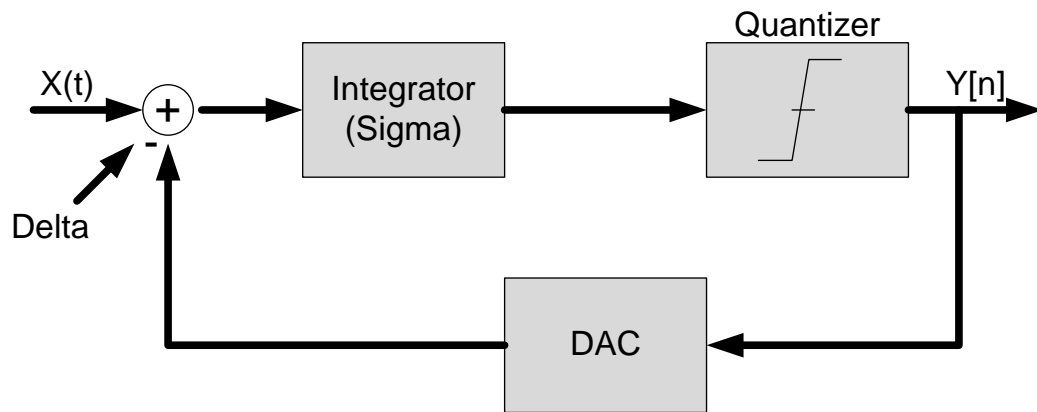 Quantizer
X(t)
+
Integrator
(Sigma)
Y[n]
-
Delta
DAC